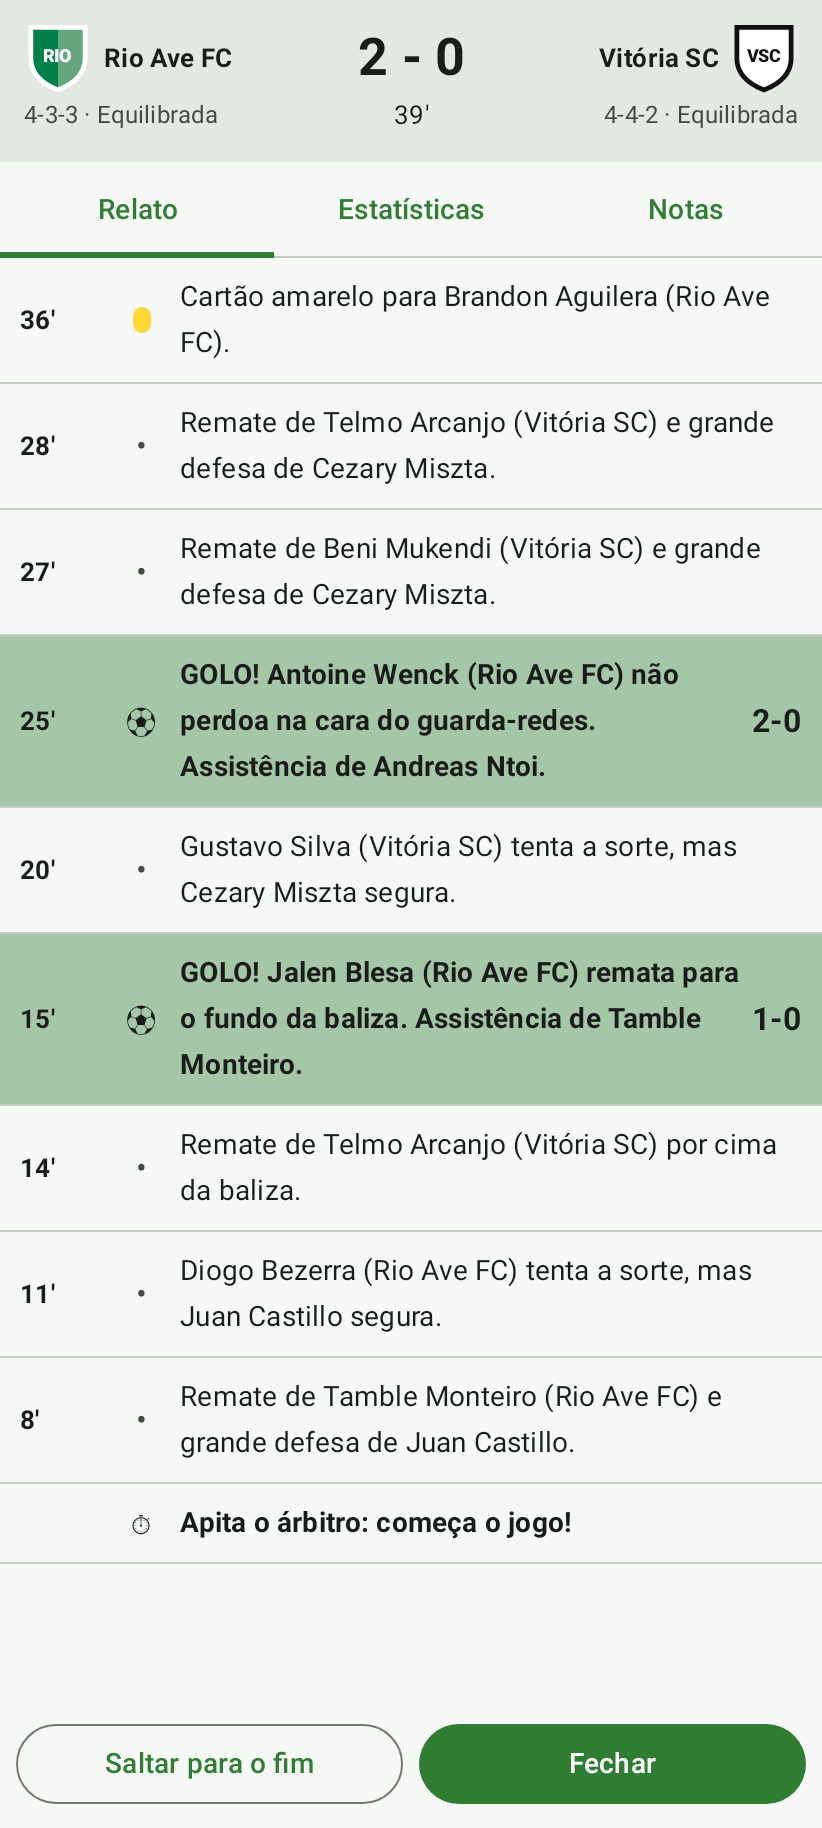 RIO
Rio Ave FC
2 - 0
Vitória SC
VSC
4-3-3 · Equilibrada
39'
4-4-2 · Equilibrada
Relato
Estatísticas
Notas
36'
Cartão amarelo para Brandon Aguilera (Rio Ave
FC).
28'
Remate de Telmo Arcanjo (Vitória SC) e grande
defesa de Cezary Miszta.
27'
Remate de Beni Mukendi (Vitória SC) e grande
defesa de Cezary Miszta.
25'
GOLO! Antoine Wenck (Rio Ave FC) não
perdoa na cara do guarda-redes.
Assistência de Andreas Ntoi.
2-0
20'
Gustavo Silva (Vitória SC) tenta a sorte, mas
Cezary Miszta segura.
15'
GOLO! Jalen Blesa (Rio Ave FC) remata para
o fundo da baliza. Assistência de Tamble
Monteiro.
1-0
14'
Remate de Telmo Arcanjo (Vitória SC) por cima
da baliza.
11'
Diogo Bezerra (Rio Ave FC) tenta a sorte, mas
Juan Castillo segura.
8'
Remate de Tamble Monteiro (Rio Ave FC) e
grande defesa de Juan Castillo.
Apita o árbitro: começa o jogo!
Saltar para o fim
Fechar